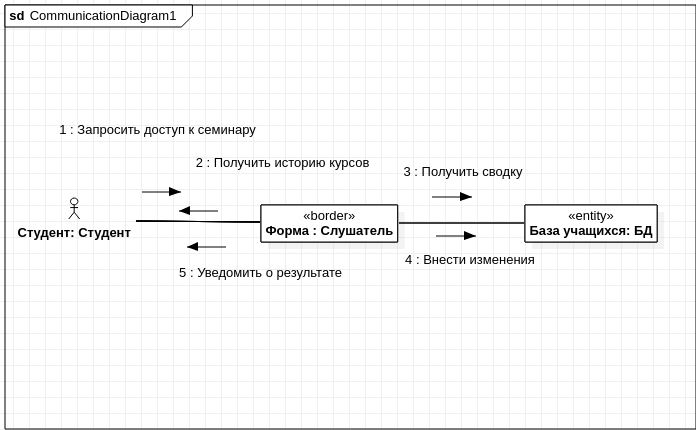 sd CommunicationDiagram1
1 : Запросить доступ к семинару
2 : Получить историю курсов
3 : Получить сводку
«border»
Форма : Слушатель
«entity»
База учащихся: БД
Студент: Студент
4 : Внести изменения
5 : Уведомить о результате